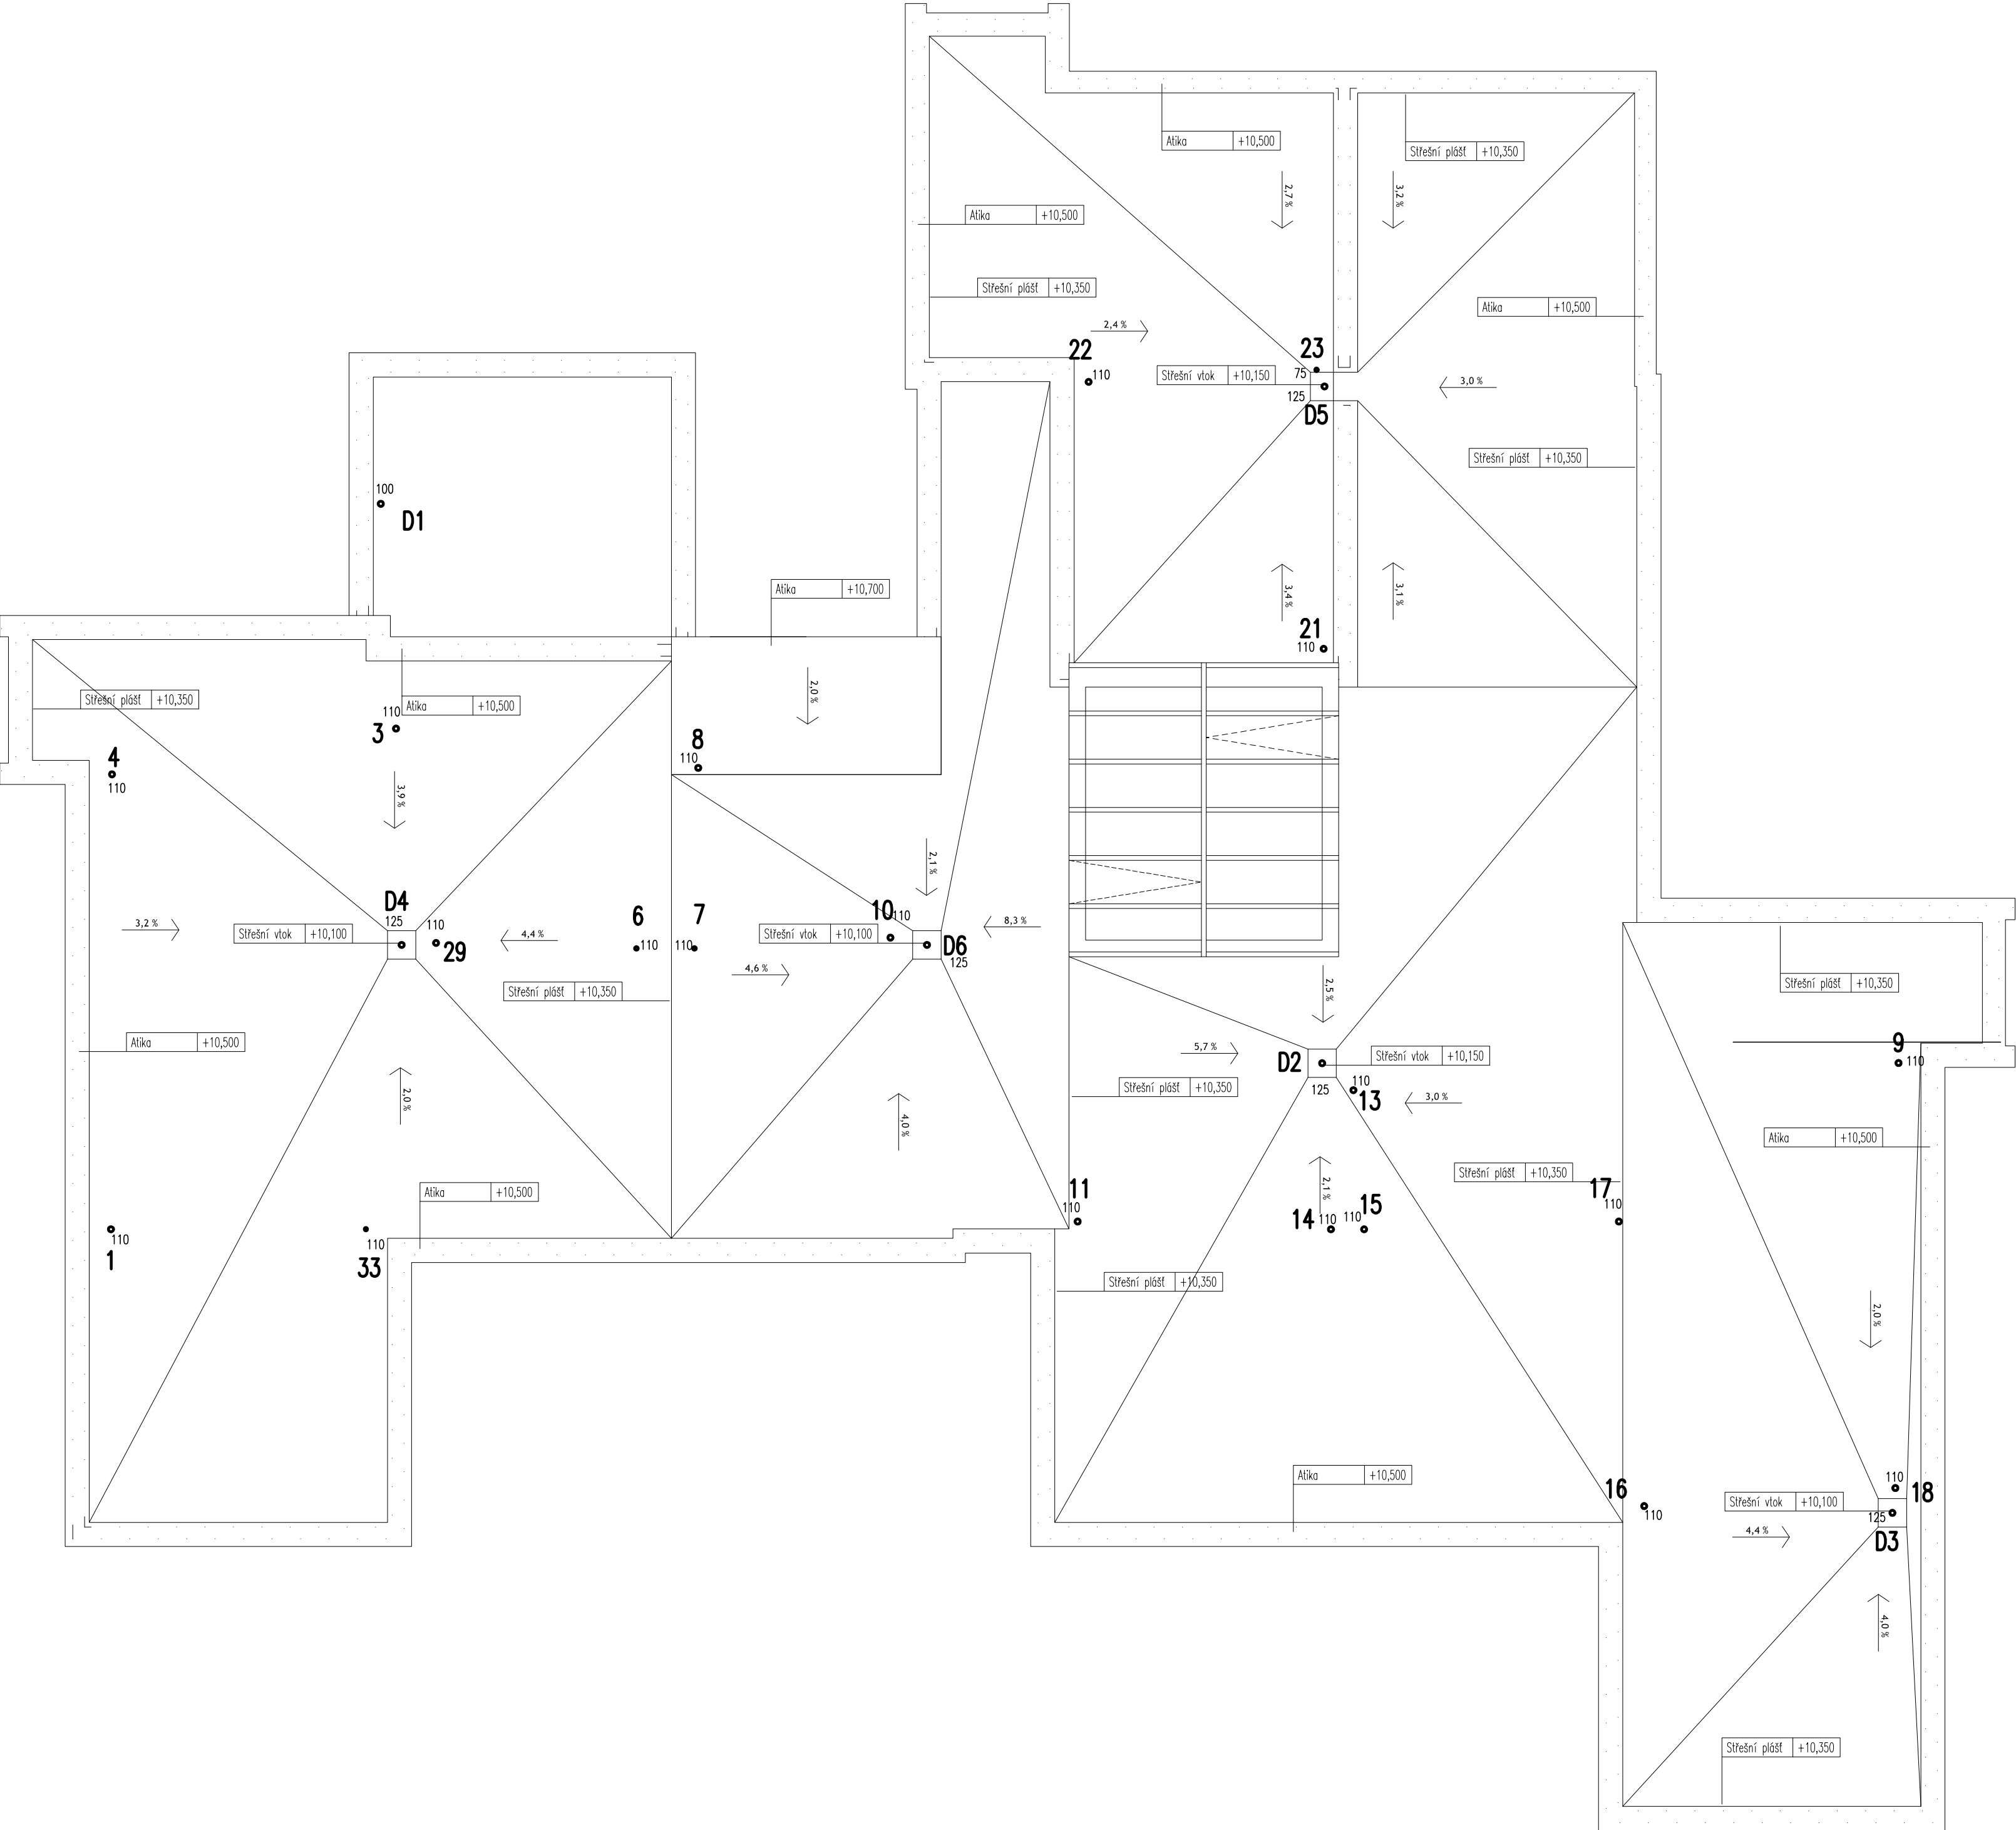 Atika +10,500
2,7 %
3,2 %
Střešní plášť +10,350
Atika +10,500
Střešní plášť +10,350
Atika +10,500
2,4 %
22
110
23
75
Střešní vtok +10,150
125
D5
3,0 %
Střešní plášť +10,350
100
D1
Atika +10,700
3,4 %
3,1 %
21
110
Střešní plášť +10,350
110
3
Atika +10,500
2,0 %
8
110
4
110
3,9 %
2,1 %
D4
125
110
29
3,2 %
Střešní vtok +10,100
4,4 %
6
110
7
110
10
110
Střešní vtok +10,100
D6
125
8,3 %
4,6 %
Střešní plášť +10,350
2,5 %
Střešní plášť +10,350
Atika +10,500
5,7 %
D2
125
Střešní vtok +10,150
110
13
3,0 %
9
110
Střešní plášť +10,350
2,0 %
4,0 %
Atika +10,500
Střešní plášť +10,350
2,1 %
Atika +10,500
11
110
14
110
15
110
17
110
1
110
33
110
Střešní plášť +10,350
2,0 %
Atika +10,500
16
110
110
18
Střešní vtok +10,100
125
D3
4,4 %
4,0 %
Střešní plášť +10,350